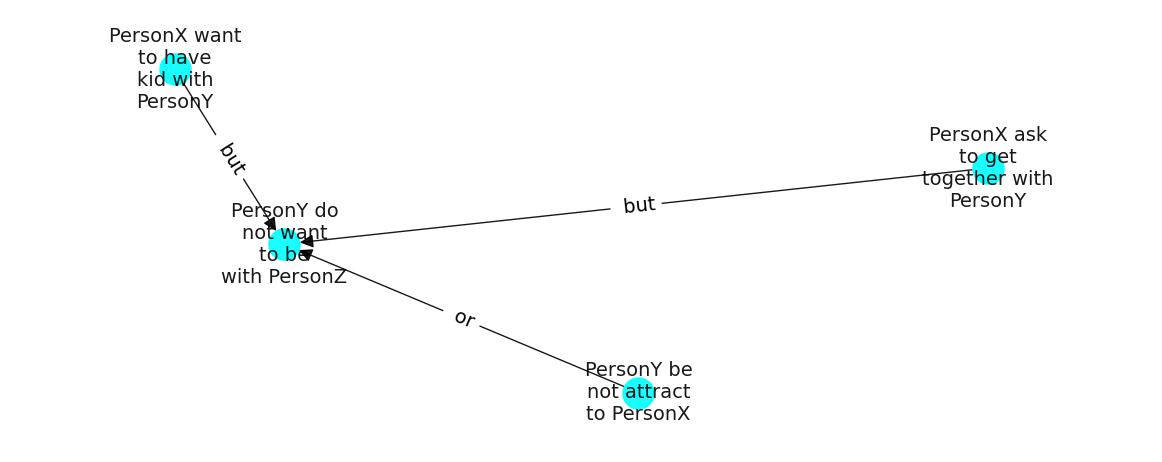 PersonX want
to have
kid with
PersonY
but
PersonX ask
to get
together with
PersonY
but
PersonY do
not want
to be
with PersonZ
or
PersonY be
not attract
to PersonX